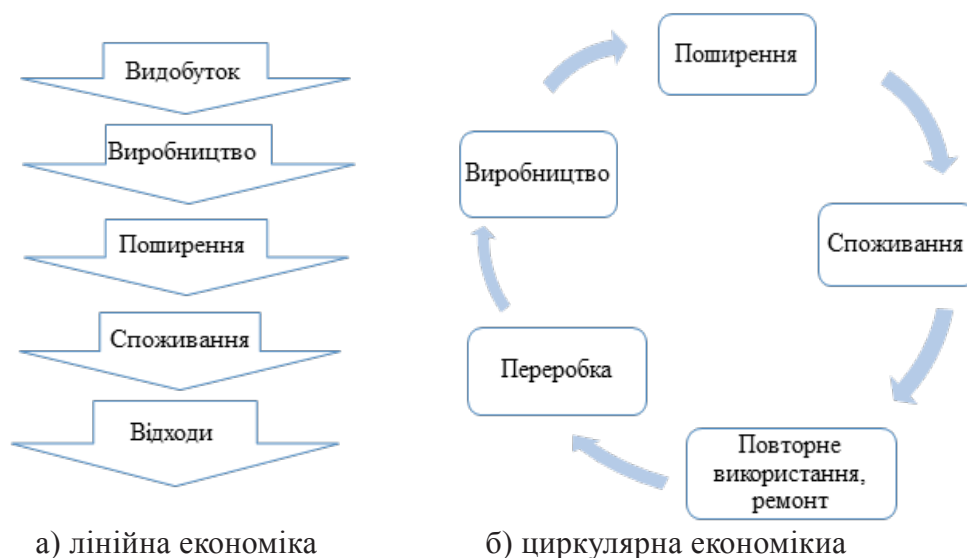 Видобуток
Виробництво
Поширення
Споживання
Відходи
а) лінійна економіка
Поширення
Споживання
Повторне
використання,
ремонт
Переробка
Виробництво
б) циркулярна економікиа